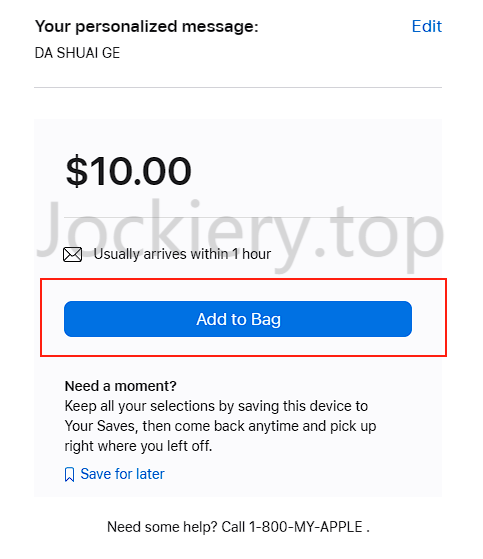 Your personalized message:
Edit
DA SHUAI GE
$10.00
Jockiery.top
Usually arrives within 1 hour
Add to Bag
Need a moment?
Keep all your selections by saving this device to
Your Saves, then come back anytime and pick up
right where you left off.
Save for later
Need some help? Call 1-800-MY-APPLE .